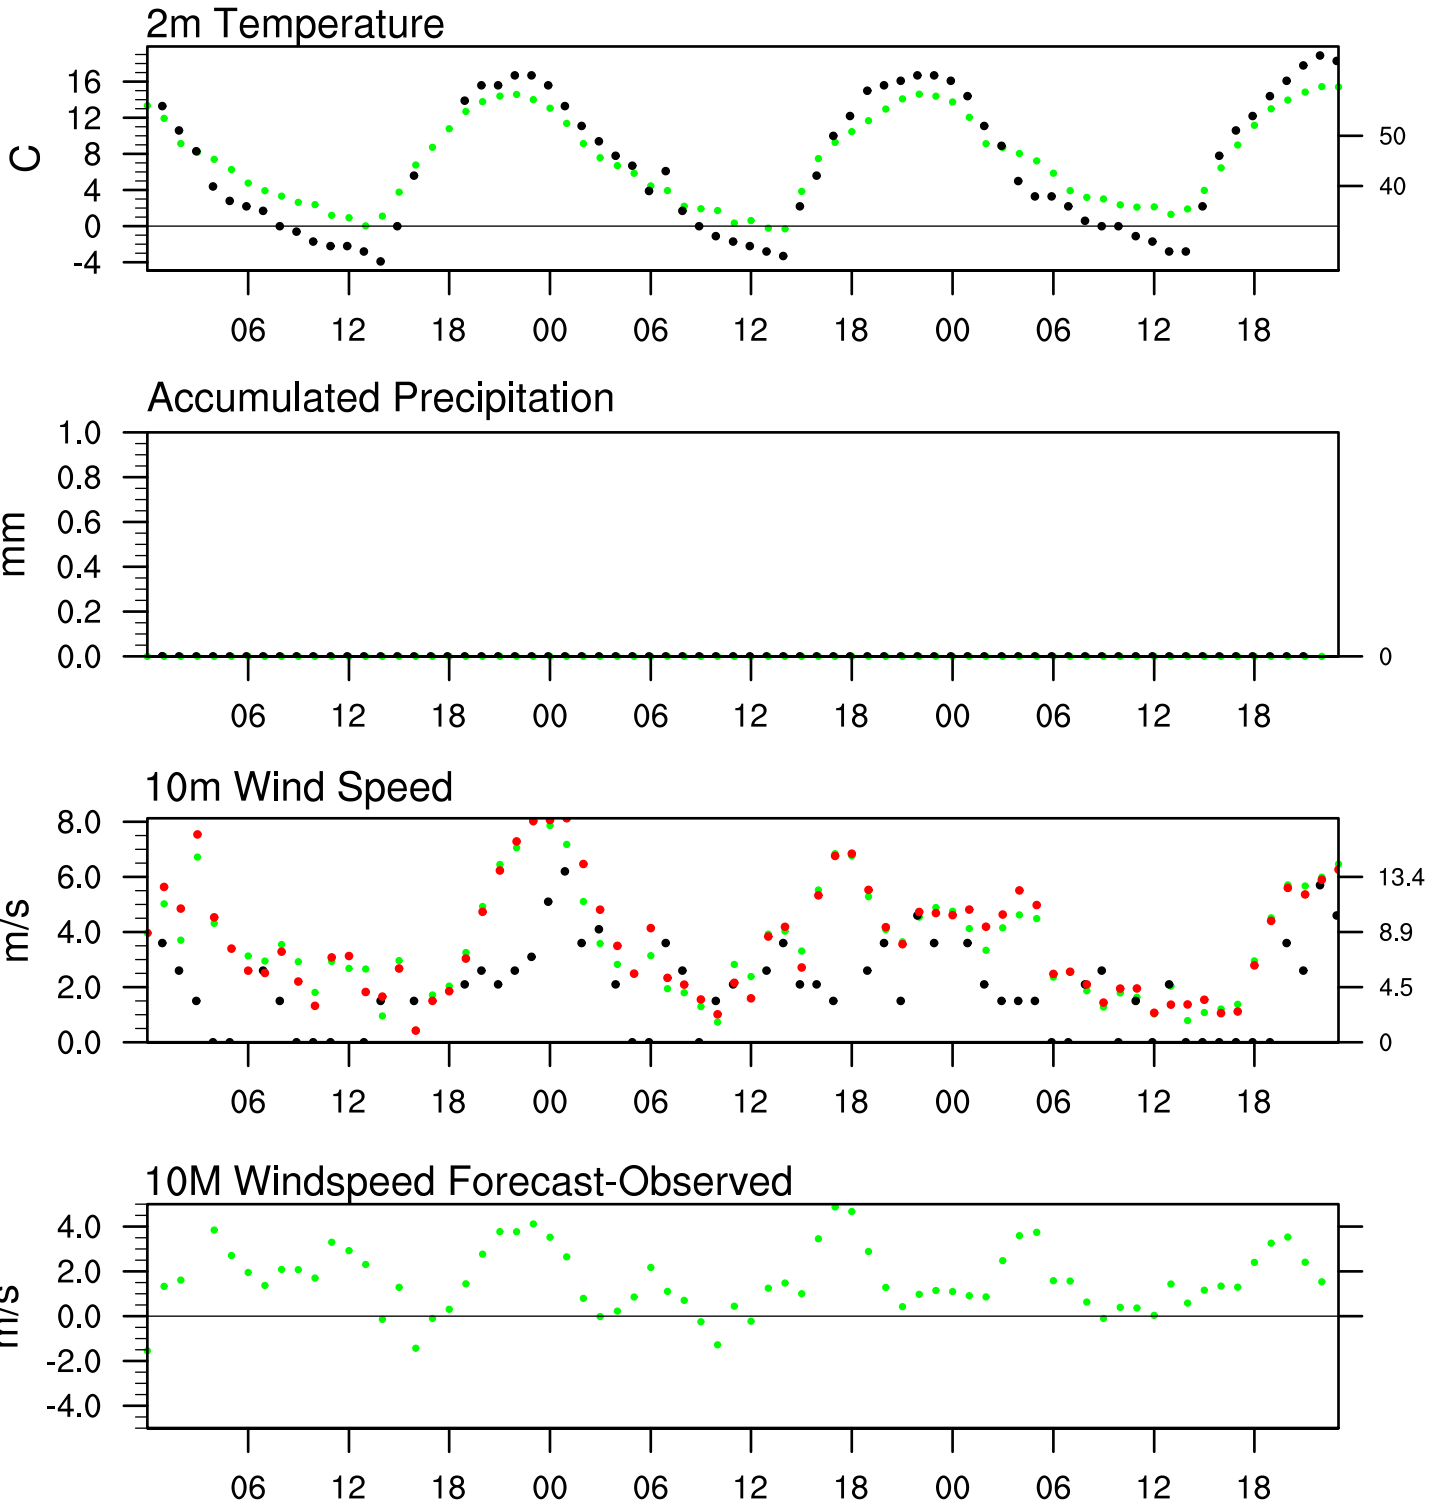 2m Temperature
16
12
8
4
0
-4
C
50
40
06 12 18 00 06 12 18 00 06 12 18
Accumulated Precipitation
1.0
0.8
0.6
0.4
0.2
0.0
mm
0
06 12 18 00 06 12 18 00 06 12 18
10m Wind Speed
8.0
6.0
4.0
2.0
0.0
m/s
13.4
8.9
4.5
0
06 12 18 00 06 12 18 00 06 12 18
10M Windspeed Forecast-Observed
4.0
2.0
0.0
-2.0
-4.0
m/s
06 12 18 00 06 12 18 00 06 12 18